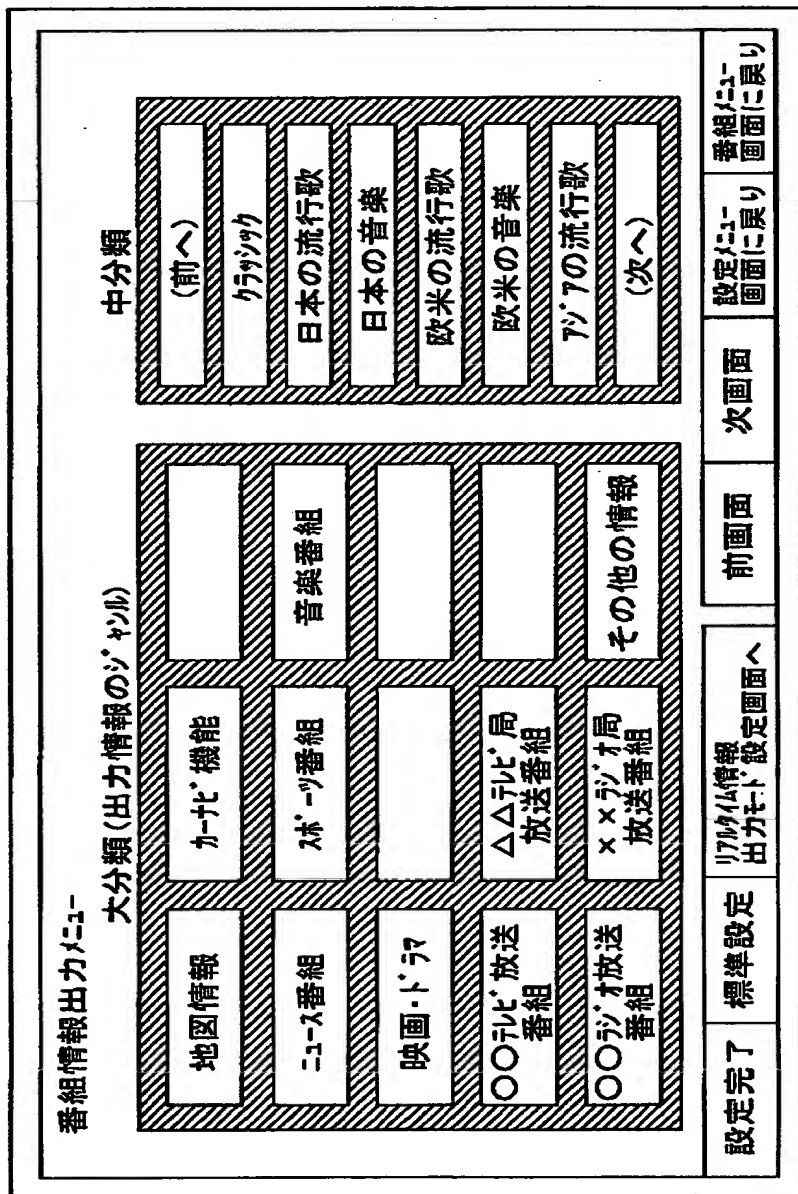 番組情報出力メニュー
大分類(出力情報のジャンル)
地図情報
カーナビ機能
ニュース番組
スポーツ番組
音楽番組
映画・ドラマ
〇〇テレビ放送
番組
△△テレビ局
放送番組
〇〇ラジオ放送
番組
××ラジオ局
放送番組
その他の情報
中分類
(前へ)
クラッシック
日本の流行歌
日本の音楽
欧米の流行歌
欧米の音楽
アジアの流行歌
(次へ)
設定完了
標準設定
リアルタイム情報
出力モード設定画面へ
前画面
次画面
設定メニュー
画面に戻り
番組メニュー
画面に戻り